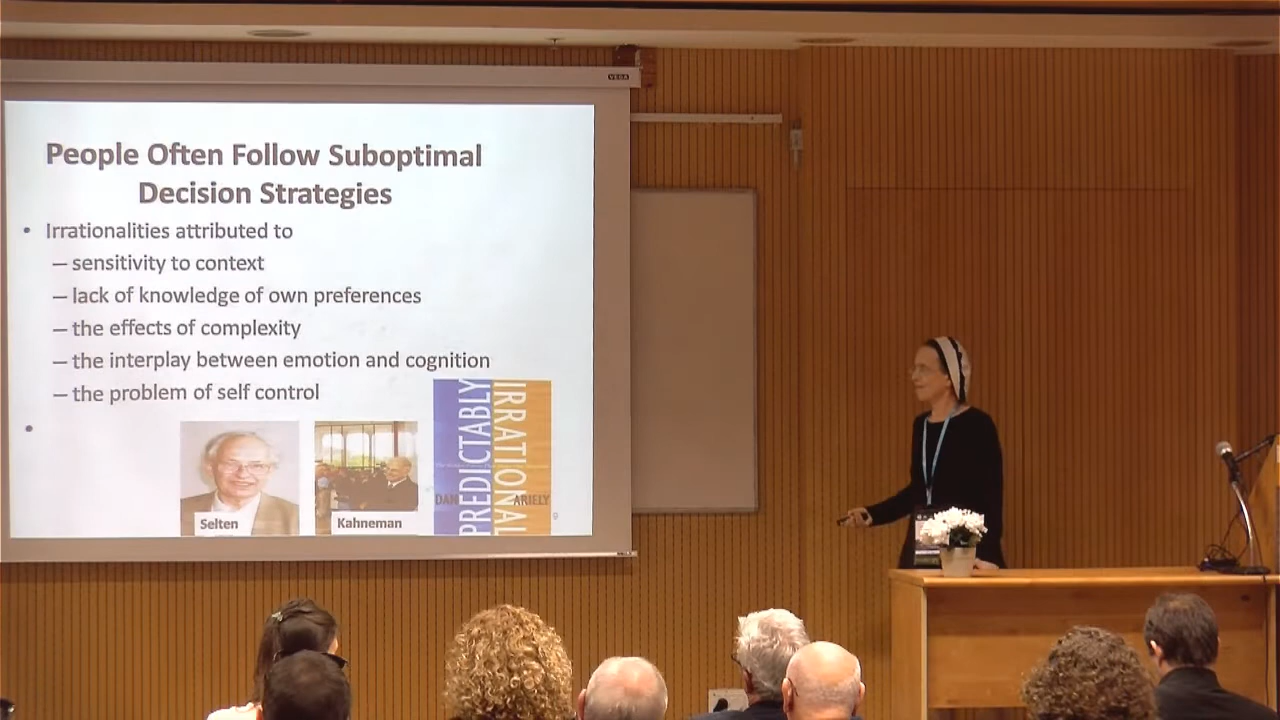 VEGA
People Often Follow Suboptimal
Decision Strategies
• Irrationalities attributed to
– sensitivity to context
– lack of knowledge of own preferences
– the effects of complexity
– the interplay between emotion and cognition
– the problem of self control
•
Selten
Kahneman
PREDICTABLY
IRRATIONAL
DAN ARIELY